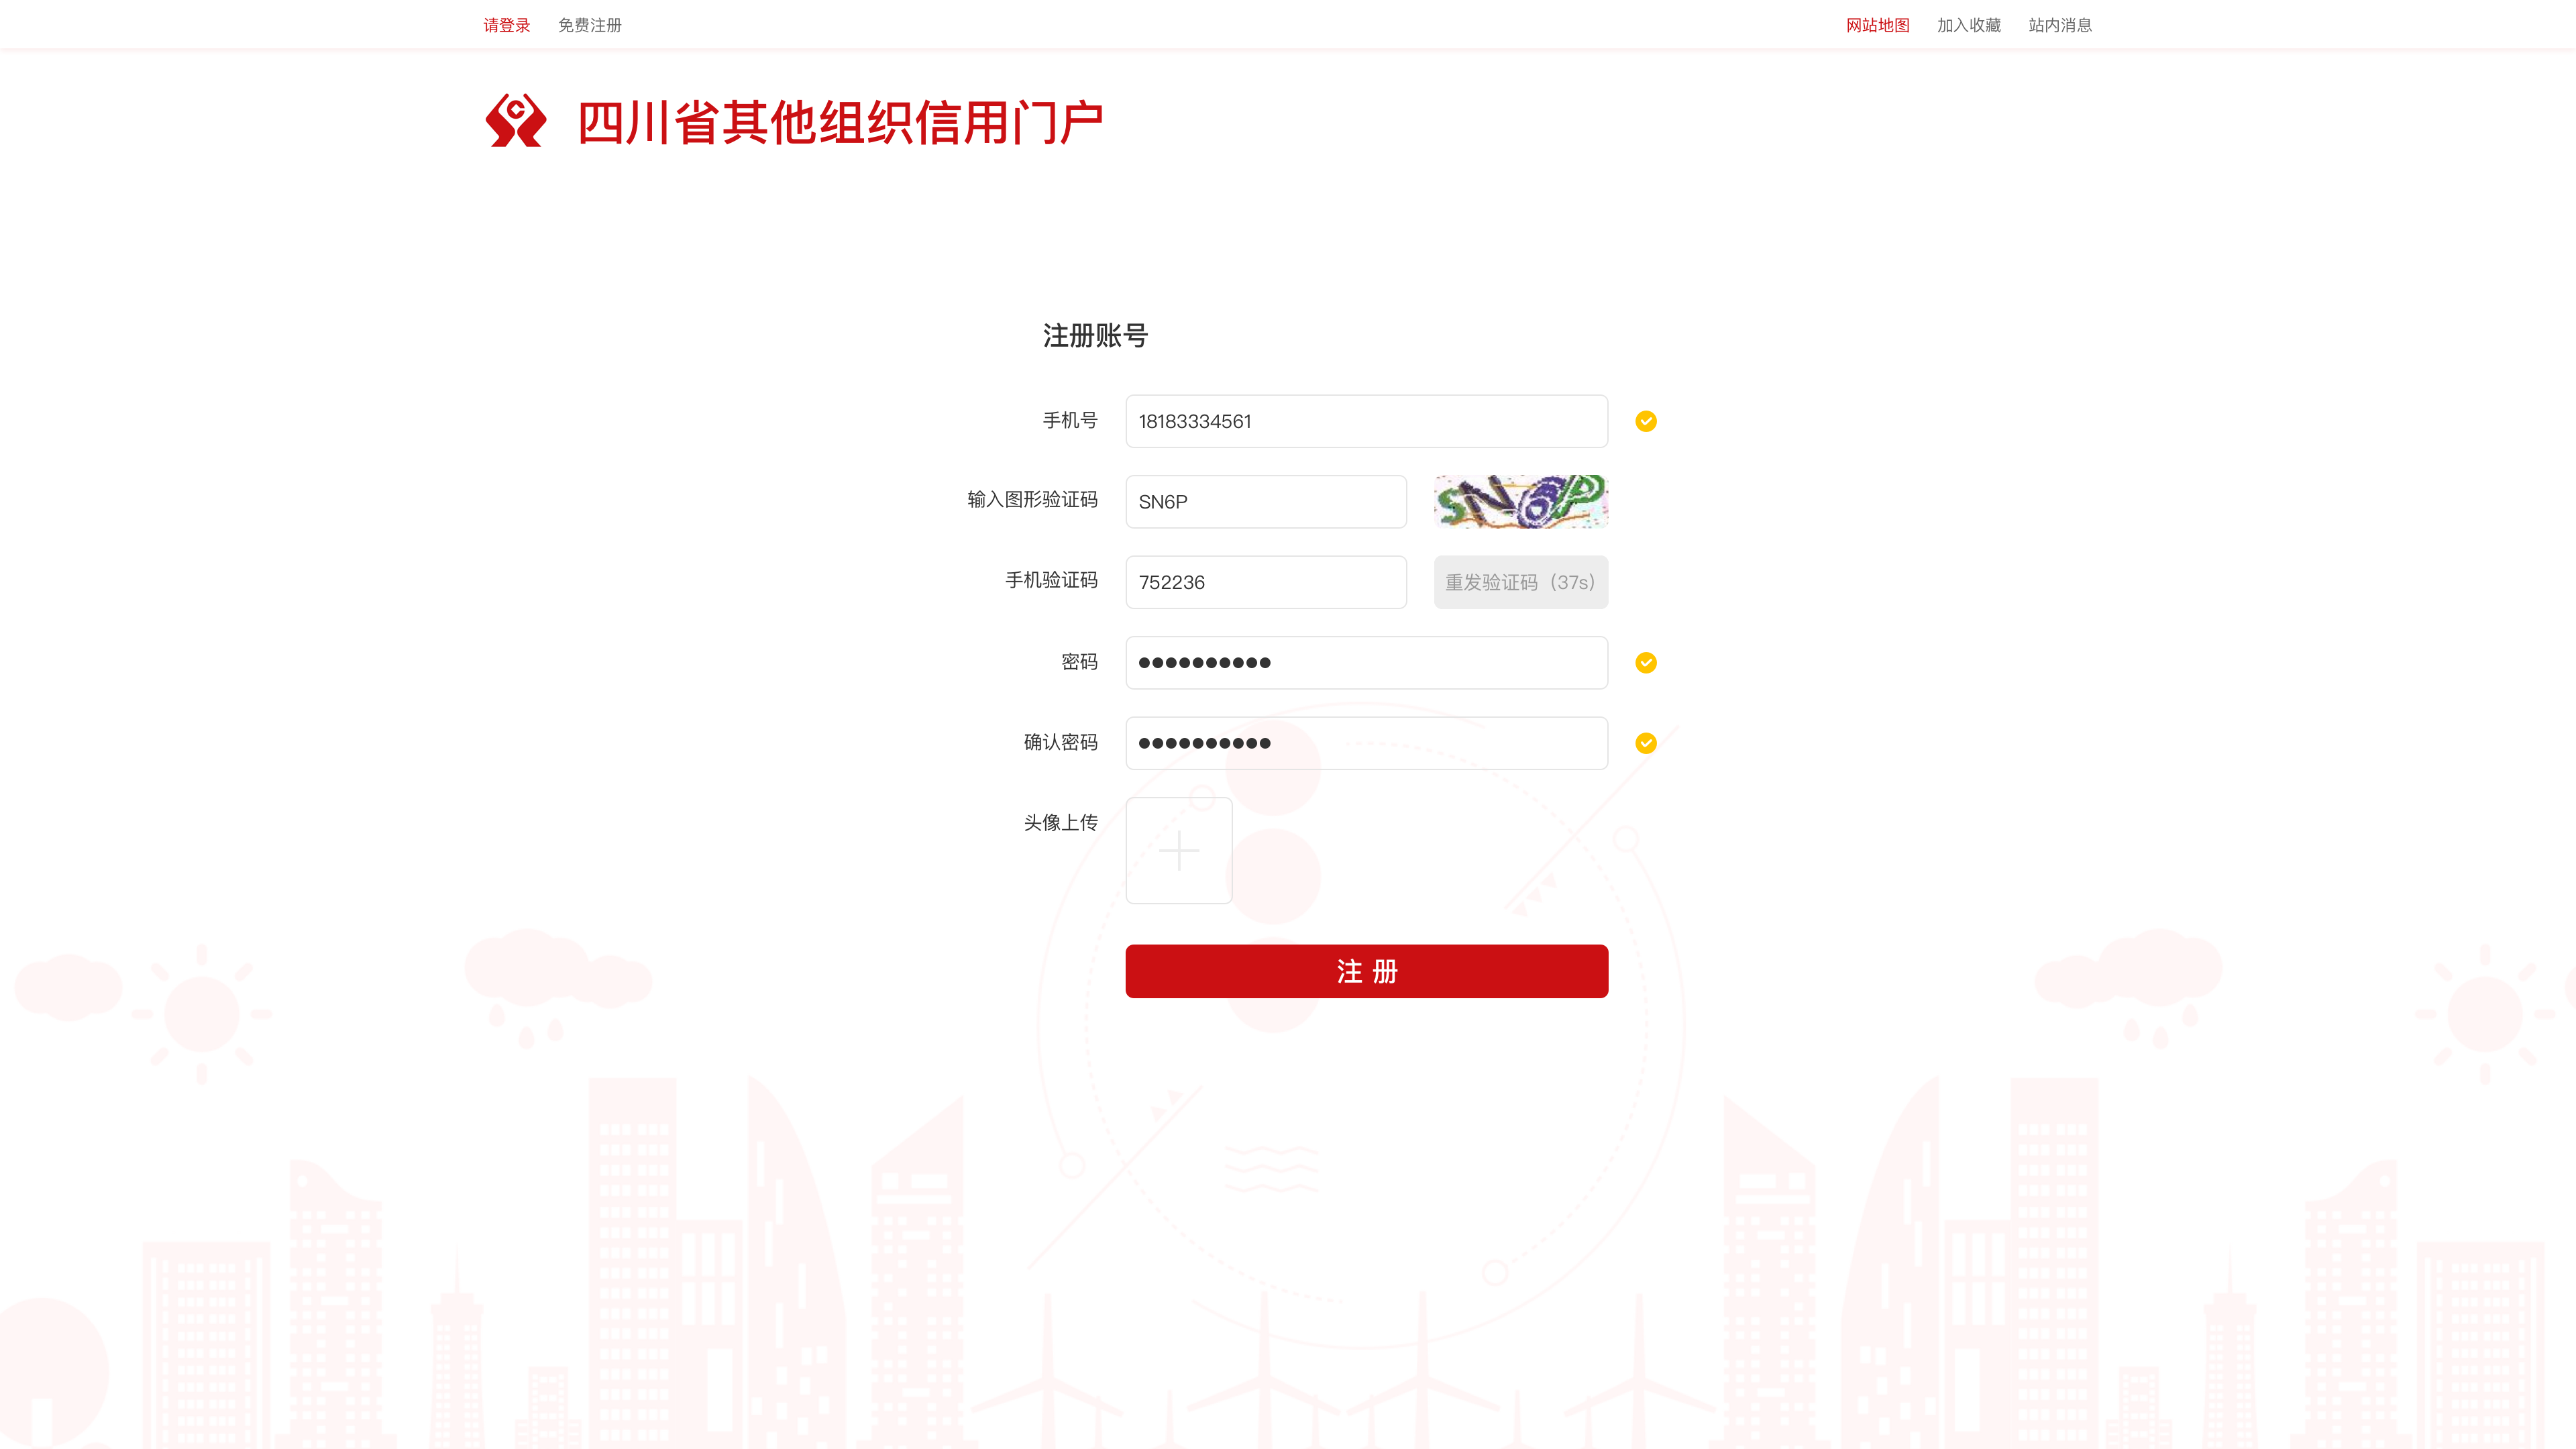 请登录 免费注册 网站地图 加入收藏 站内消息
四川省其他组织信用门户
注册账号
手机号 18183334561
输入图形验证码 SN6P SN6P
手机验证码 752236 重发验证码（37s）
密码 ●●●●●●●●●●
确认密码 ●●●●●●●●●●
头像上传
注 册